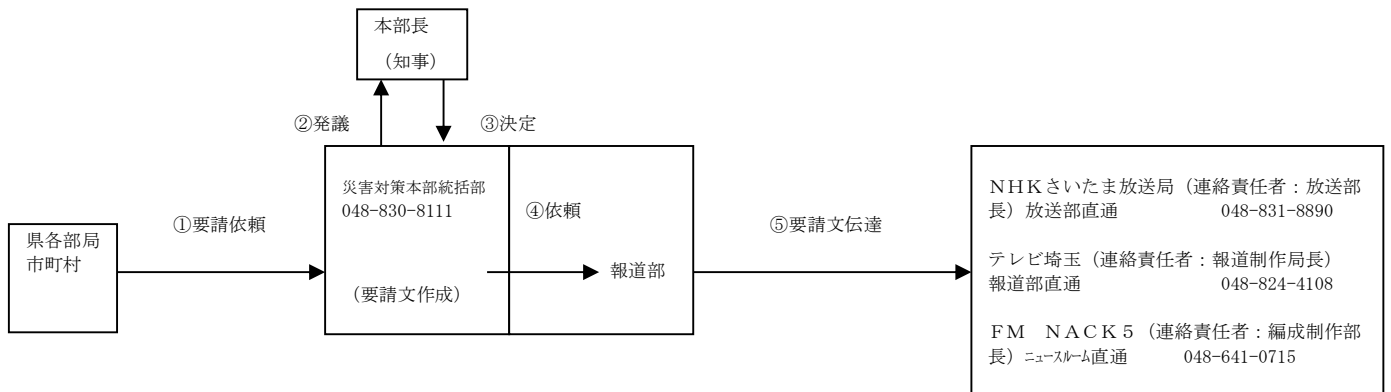 本部長
（知事）
②発議
③決定
災害対策本部統括部
048-830-8111
④依頼
①要請依頼
⑤要請文伝達
県各部局
市町村
報道部
（要請文作成）
ＮＨＫさいたま放送局（連絡責任者：放送部
長）放送部直通 048-831-8890
テレビ埼玉（連絡責任者：報道制作局長）
報道部直通 048-824-4108
ＦＭ　ＮＡＣＫ５（連絡責任者：編成制作部
長）ﾆｭｰｽﾙｰﾑ直通 048-641-0715